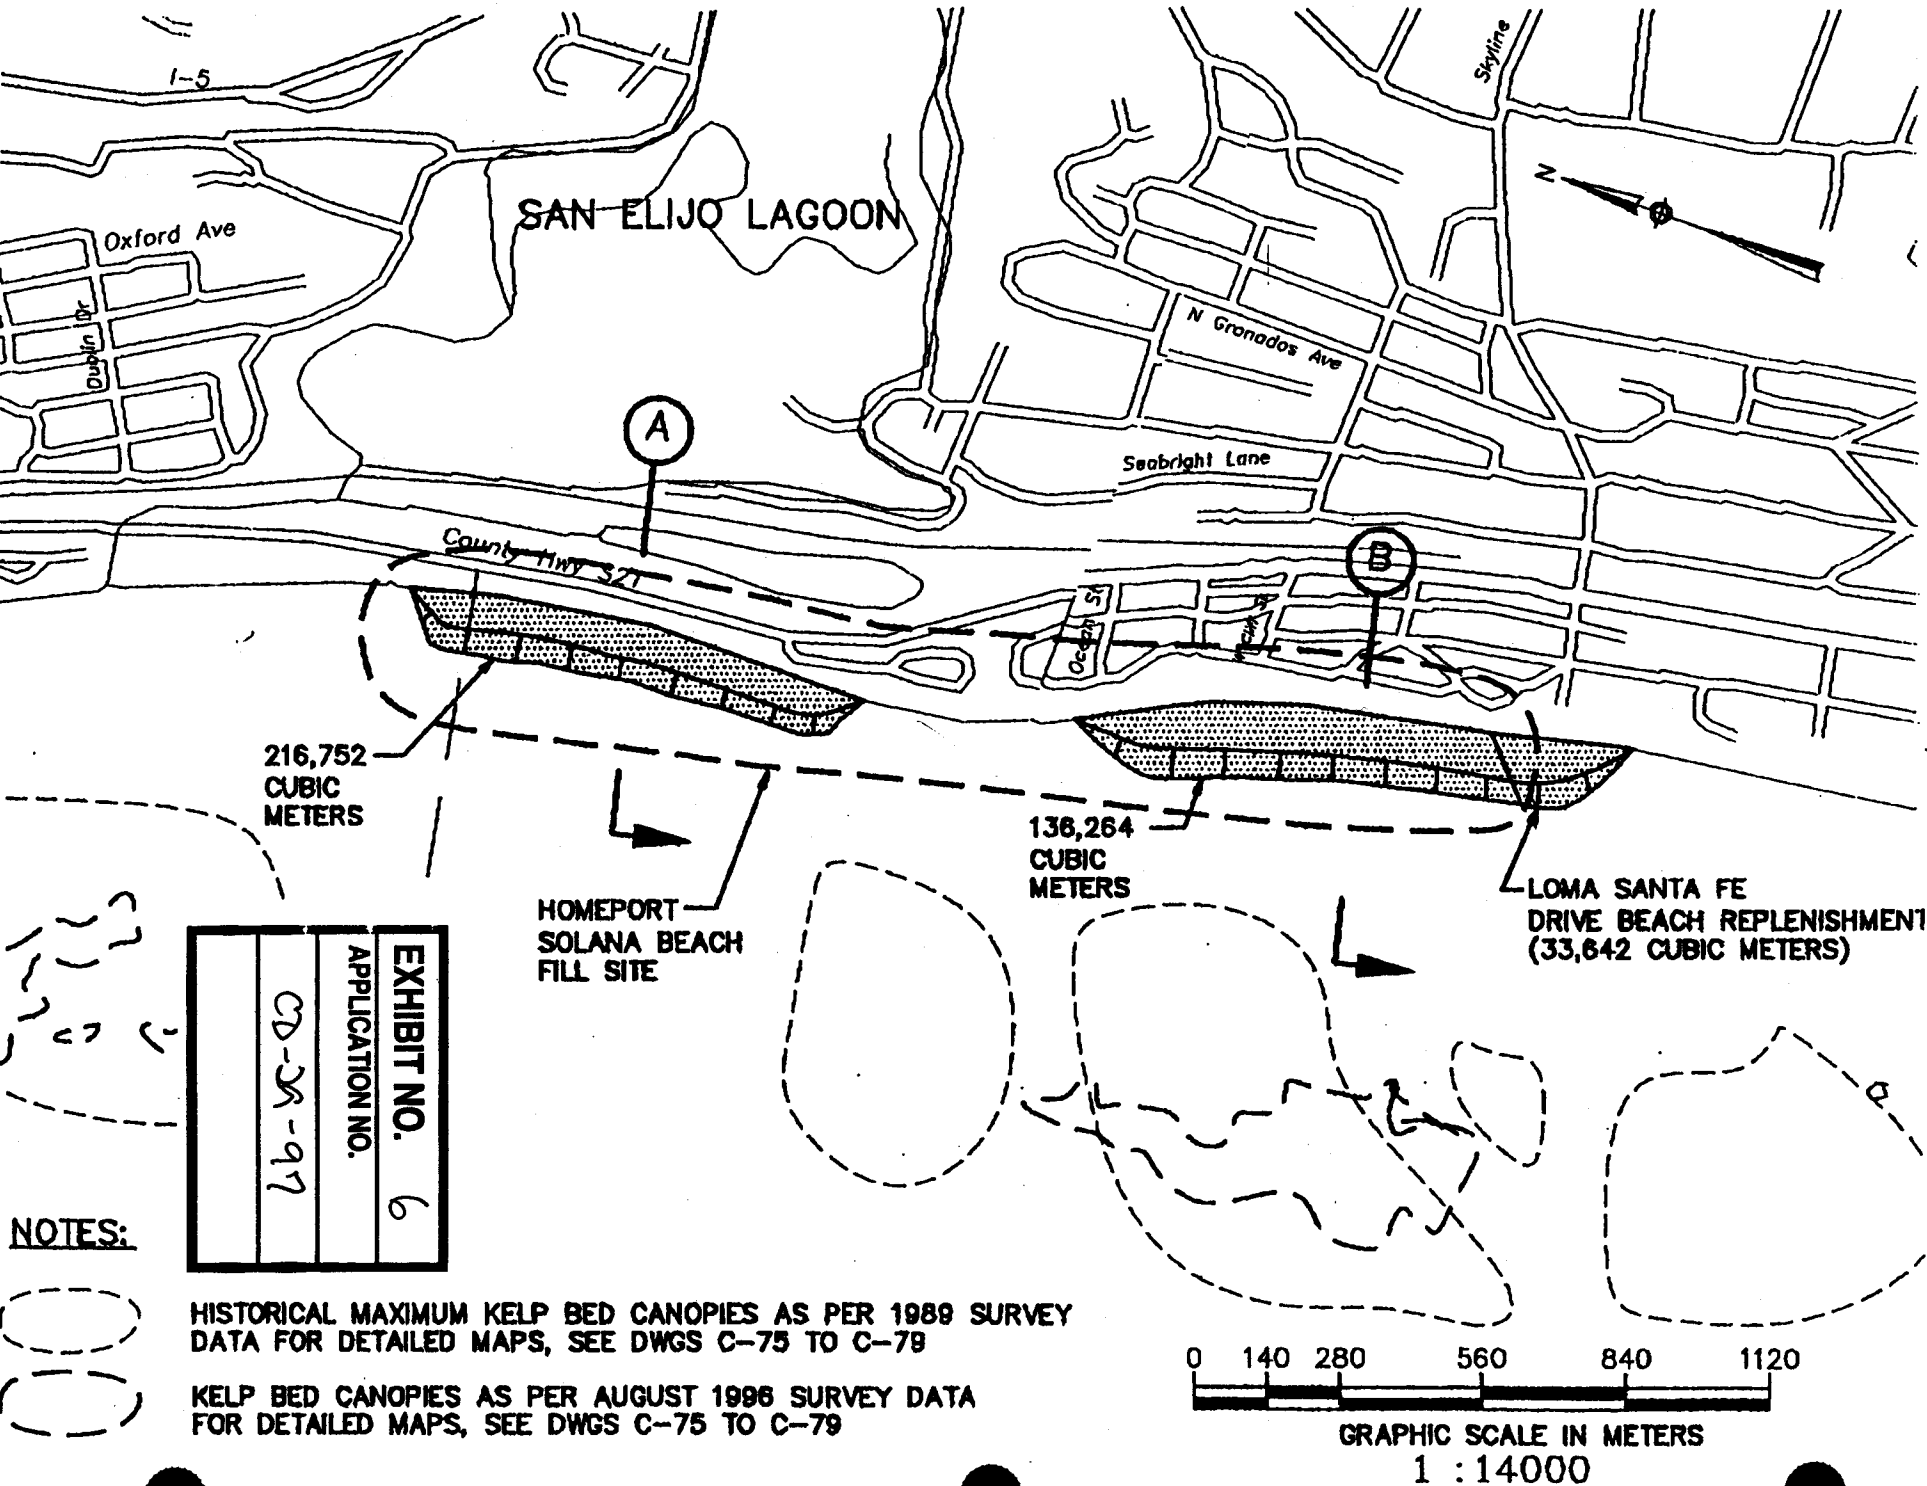 I-5
Skyline
N
SAN ELIJO LAGOON
Oxford Ave
Dublin Dr
N Granados Ave
A
Seabright Lane
County Hwy S21
B
Ocean St
216,752
CUBIC
METERS
136,264
CUBIC
METERS
HOMEPORT
SOLANA BEACH
FILL SITE
LOMA SANTA FE
DRIVE BEACH REPLENISHMENT
(33,642 CUBIC METERS)
EXHIBIT NO. 6
APPLICATION NO.
NOTES:
HISTORICAL MAXIMUM KELP BED CANOPIES AS PER 1989 SURVEY
DATA FOR DETAILED MAPS, SEE DWGS C-75 TO C-79
KELP BED CANOPIES AS PER AUGUST 1996 SURVEY DATA
FOR DETAILED MAPS, SEE DWGS C-75 TO C-79
0 140 280 560 840 1120
GRAPHIC SCALE IN METERS
1 :14000